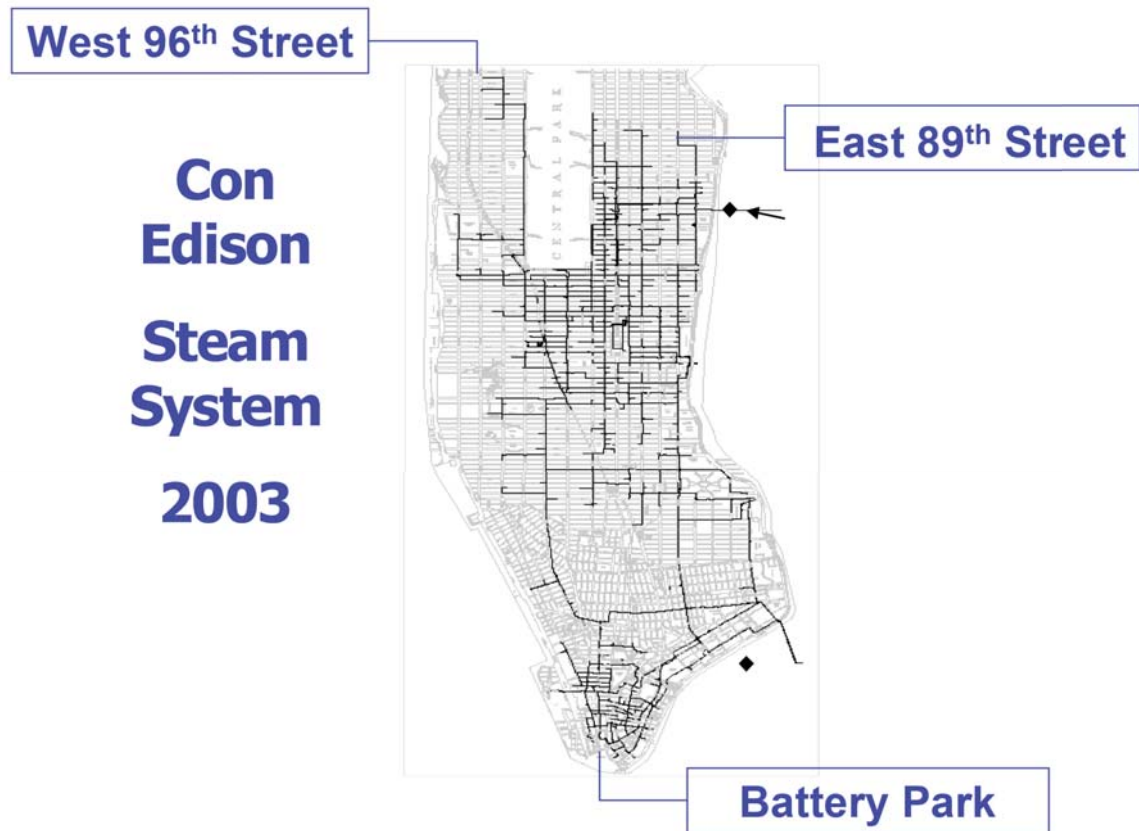 West 96th Street
East 89th Street
Con
Edison
Steam
System
2003
CENTRAL PARK
Battery Park